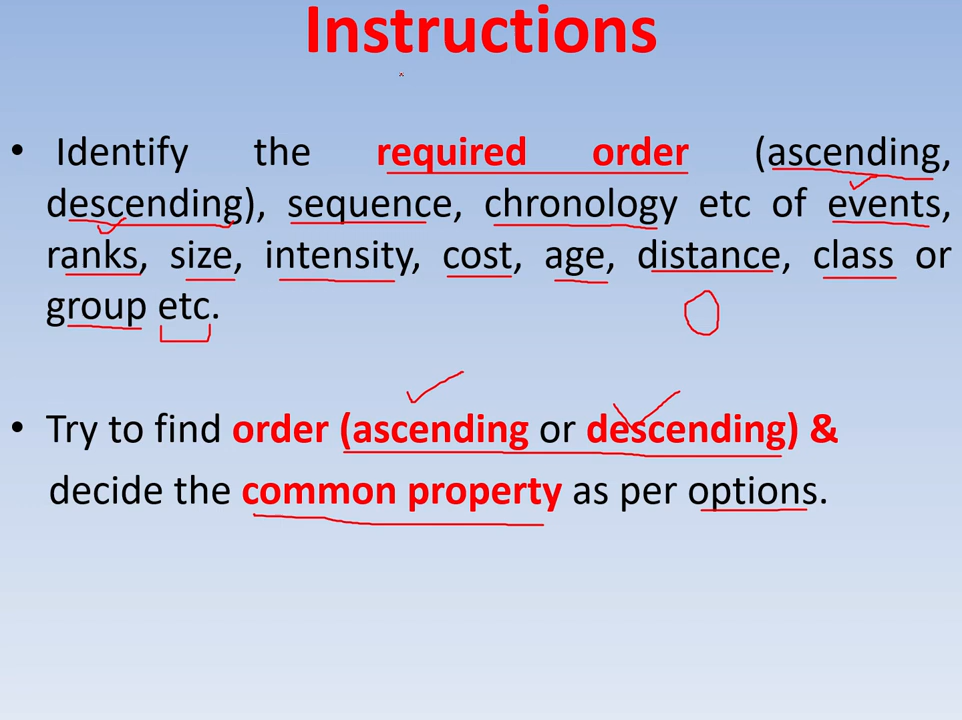 Instructions
• Identify the required order (ascending,
descending), sequence, chronology etc of events,
ranks, size, intensity, cost, age, distance, class or
group etc.
• Try to find order (ascending or descending) &
decide the common property as per options.